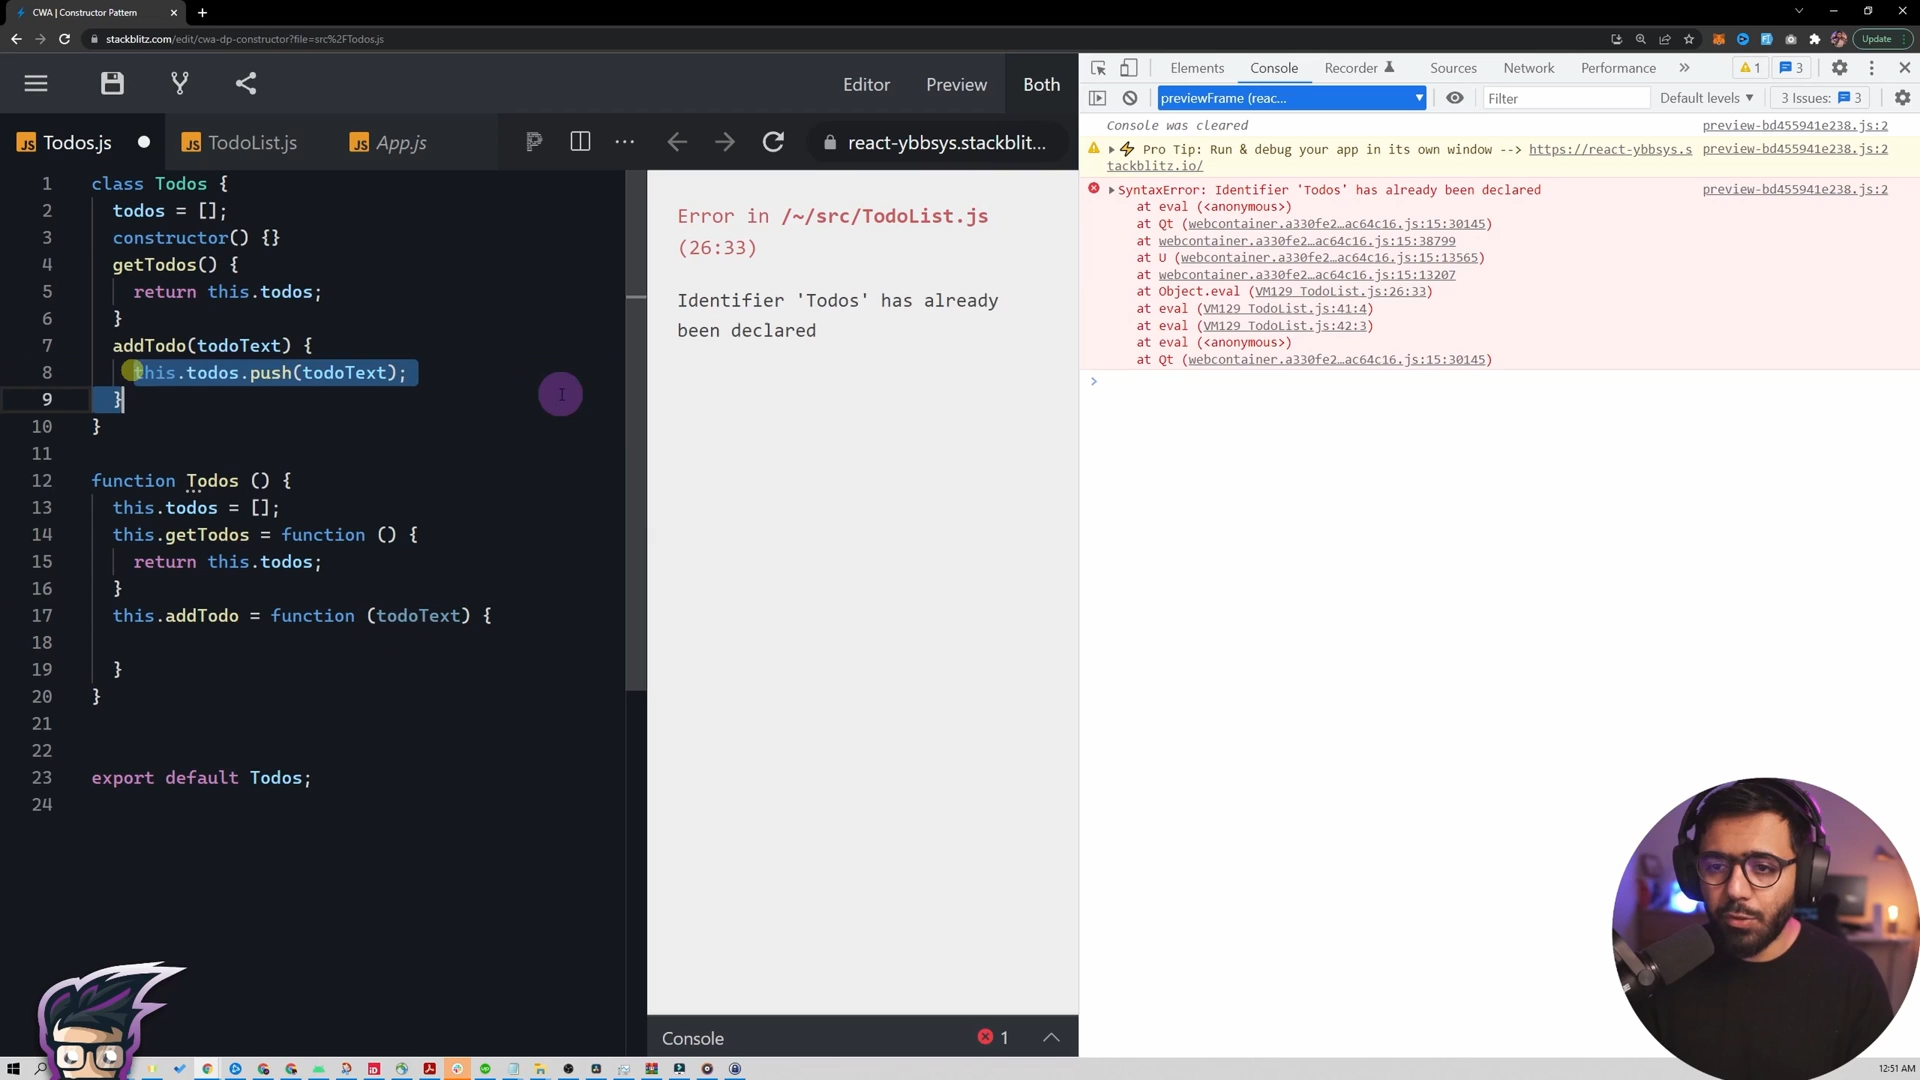 CWA | Constructor Pattern
stackblitz.com/edit/cwa-dp-constructor?file=src%2FTodos.js
Update
Editor
Preview
Both
Todos.js
TodoList.js
App.js
react-ybbsys.stackblit...
1 class Todos {
2 todos = [];
3 constructor() {}
4 getTodos() {
5 return this.todos;
6 }
7 addTodo(todoText) {
8 this.todos.push(todoText);
9 }
10 }
11
12 function Todos () {
13 this.todos = [];
14 this.getTodos = function () {
15 return this.todos;
16 }
17 this.addTodo = function (todoText) {
18
19 }
20 }
21
22
23 export default Todos;
24
Error in /~/src/TodoList.js
(26:33)
Identifier 'Todos' has already
been declared
Console
1
Elements
Console
Recorder
Sources
Network
Performance
1
3
previewFrame (reac...
Filter
Default levels
3 Issues:
3
Console was cleared
preview-bd455941e238.js:2
Pro Tip: Run & debug your app in its own window --> https://react-ybbsys.s
tackblitz.io/
preview-bd455941e238.js:2
SyntaxError: Identifier 'Todos' has already been declared
preview-bd455941e238.js:2
at eval (<anonymous>)
at Qt (webcontainer.a330fe2…ac64c16.js:15:30145)
at webcontainer.a330fe2…ac64c16.js:15:38799
at U (webcontainer.a330fe2…ac64c16.js:15:13565)
at webcontainer.a330fe2…ac64c16.js:15:13207
at Object.eval (VM129 TodoList.js:26:33)
at eval (VM129 TodoList.js:41:4)
at eval (VM129 TodoList.js:42:3)
at eval (<anonymous>)
at Qt (webcontainer.a330fe2…ac64c16.js:15:30145)
12:51 AM